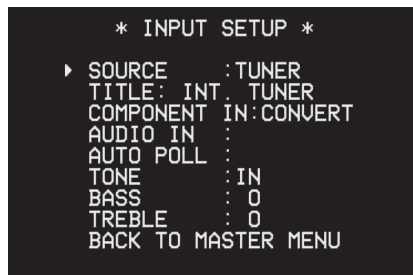 * INPUT SETUP *
SOURCE :TUNER
TITLE: INT. TUNER
COMPONENT IN:CONVERT
AUDIO IN :
AUTO POLL :
TONE :IN
BASS : 0
TREBLE : 0
BACK TO MASTER MENU